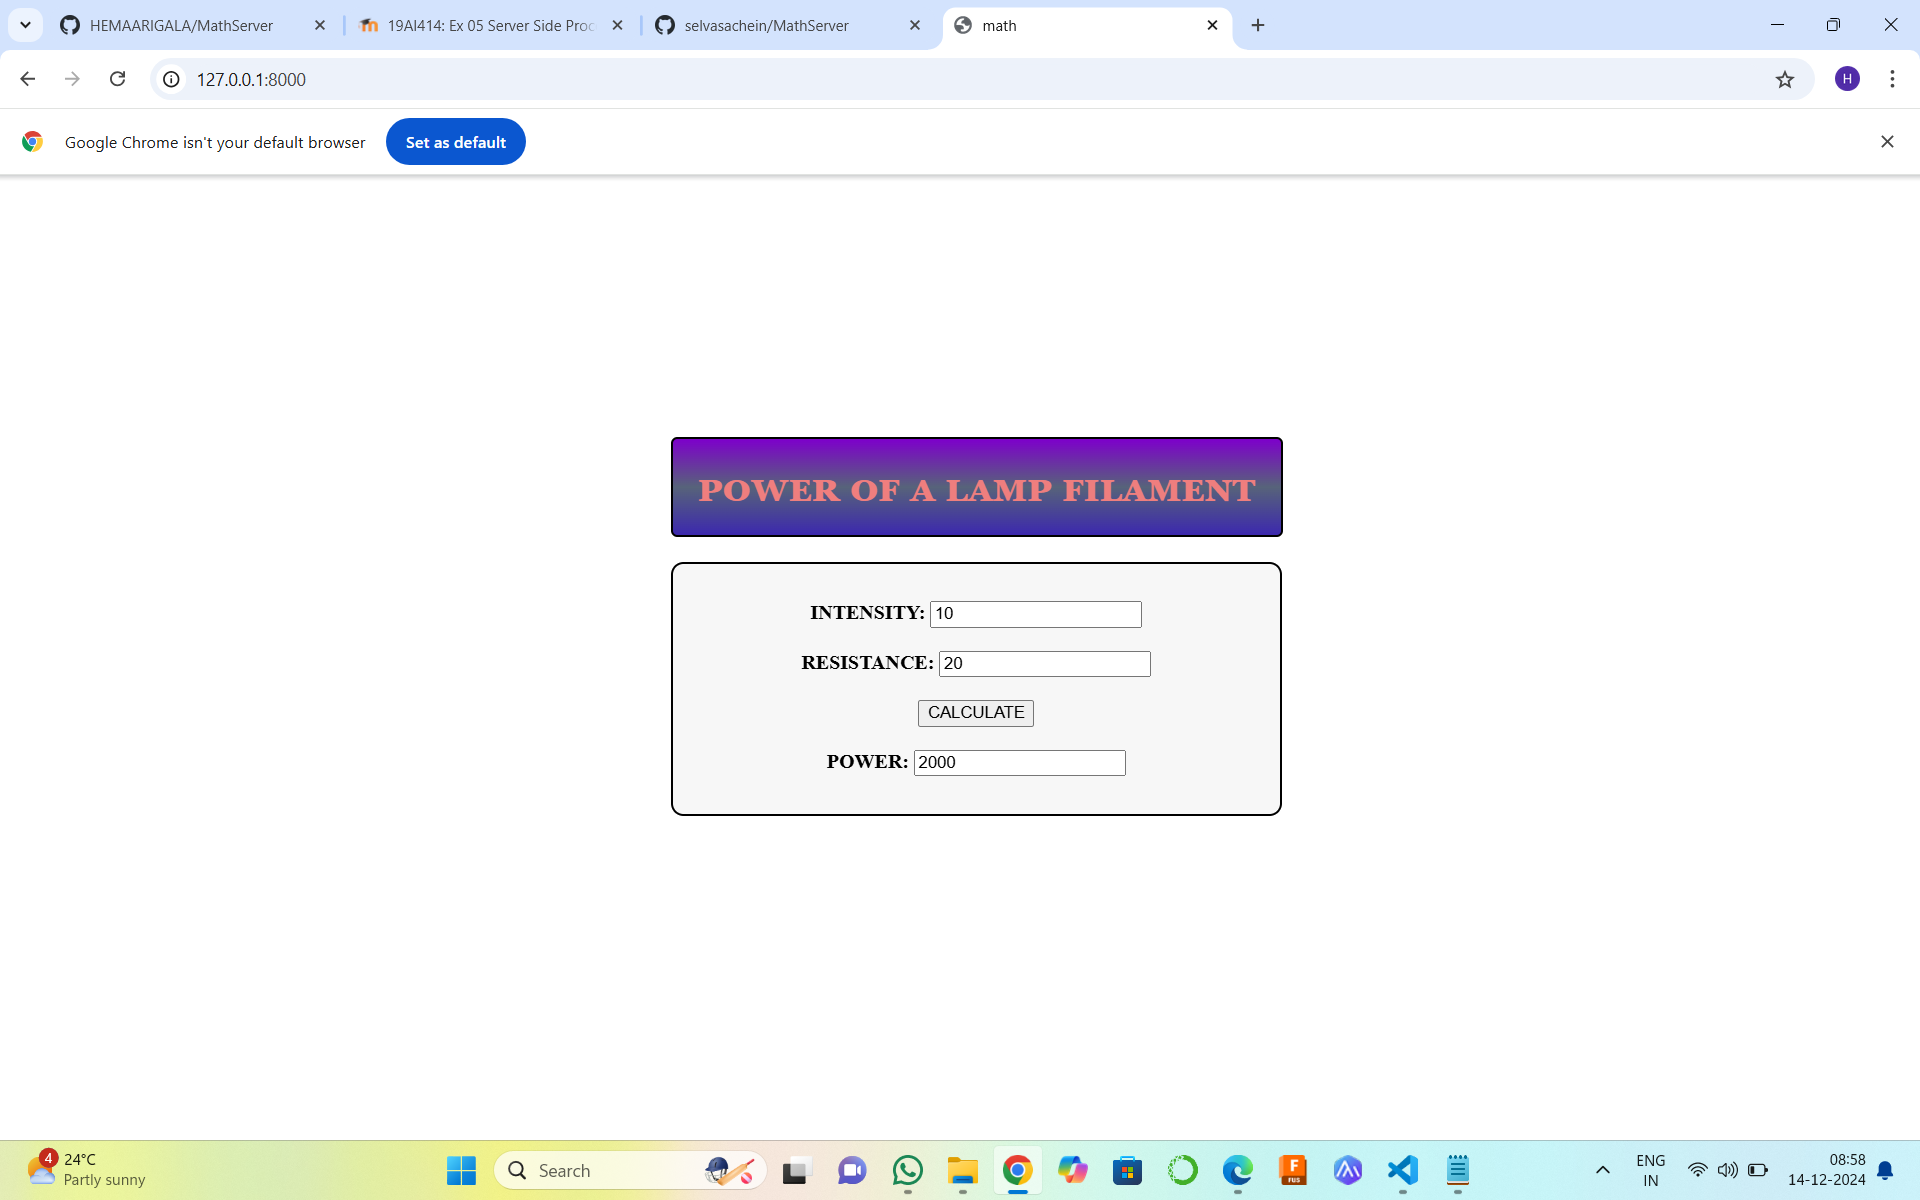 HEMAARIGALA/MathServer
19AI414: Ex 05 Server Side Proc
selvasachein/MathServer
math
127.0.0.1:8000
H
Google Chrome isn't your default browser
Set as default
POWER OF A LAMP FILAMENT
INTENSITY: 10
RESISTANCE: 20
CALCULATE
POWER: 2000
4
24°C
Partly sunny
Search
F
FUS
ENG
IN
08:58
14-12-2024